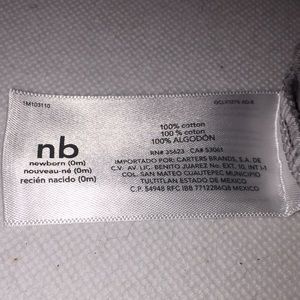 1M103110
nb
newborn (0m)
nouveau-né (0m)
recién nacido (0m)
100% cotton
100% coton
100% ALGODÓN
RN# 35623 CA# 53061
IMPORTADO POR: CARTERS BRANDS, S.A. DE
C.V. AV. LIC. BENITO JUAREZ No. EXT. 10, INT
COL. SAN MATEO CUAUTEPEC MUNICIPIO
TULTITLAN ESTADO DE MEXICO
C.P. 54948 RFC IBB 7712286GB MEXICO